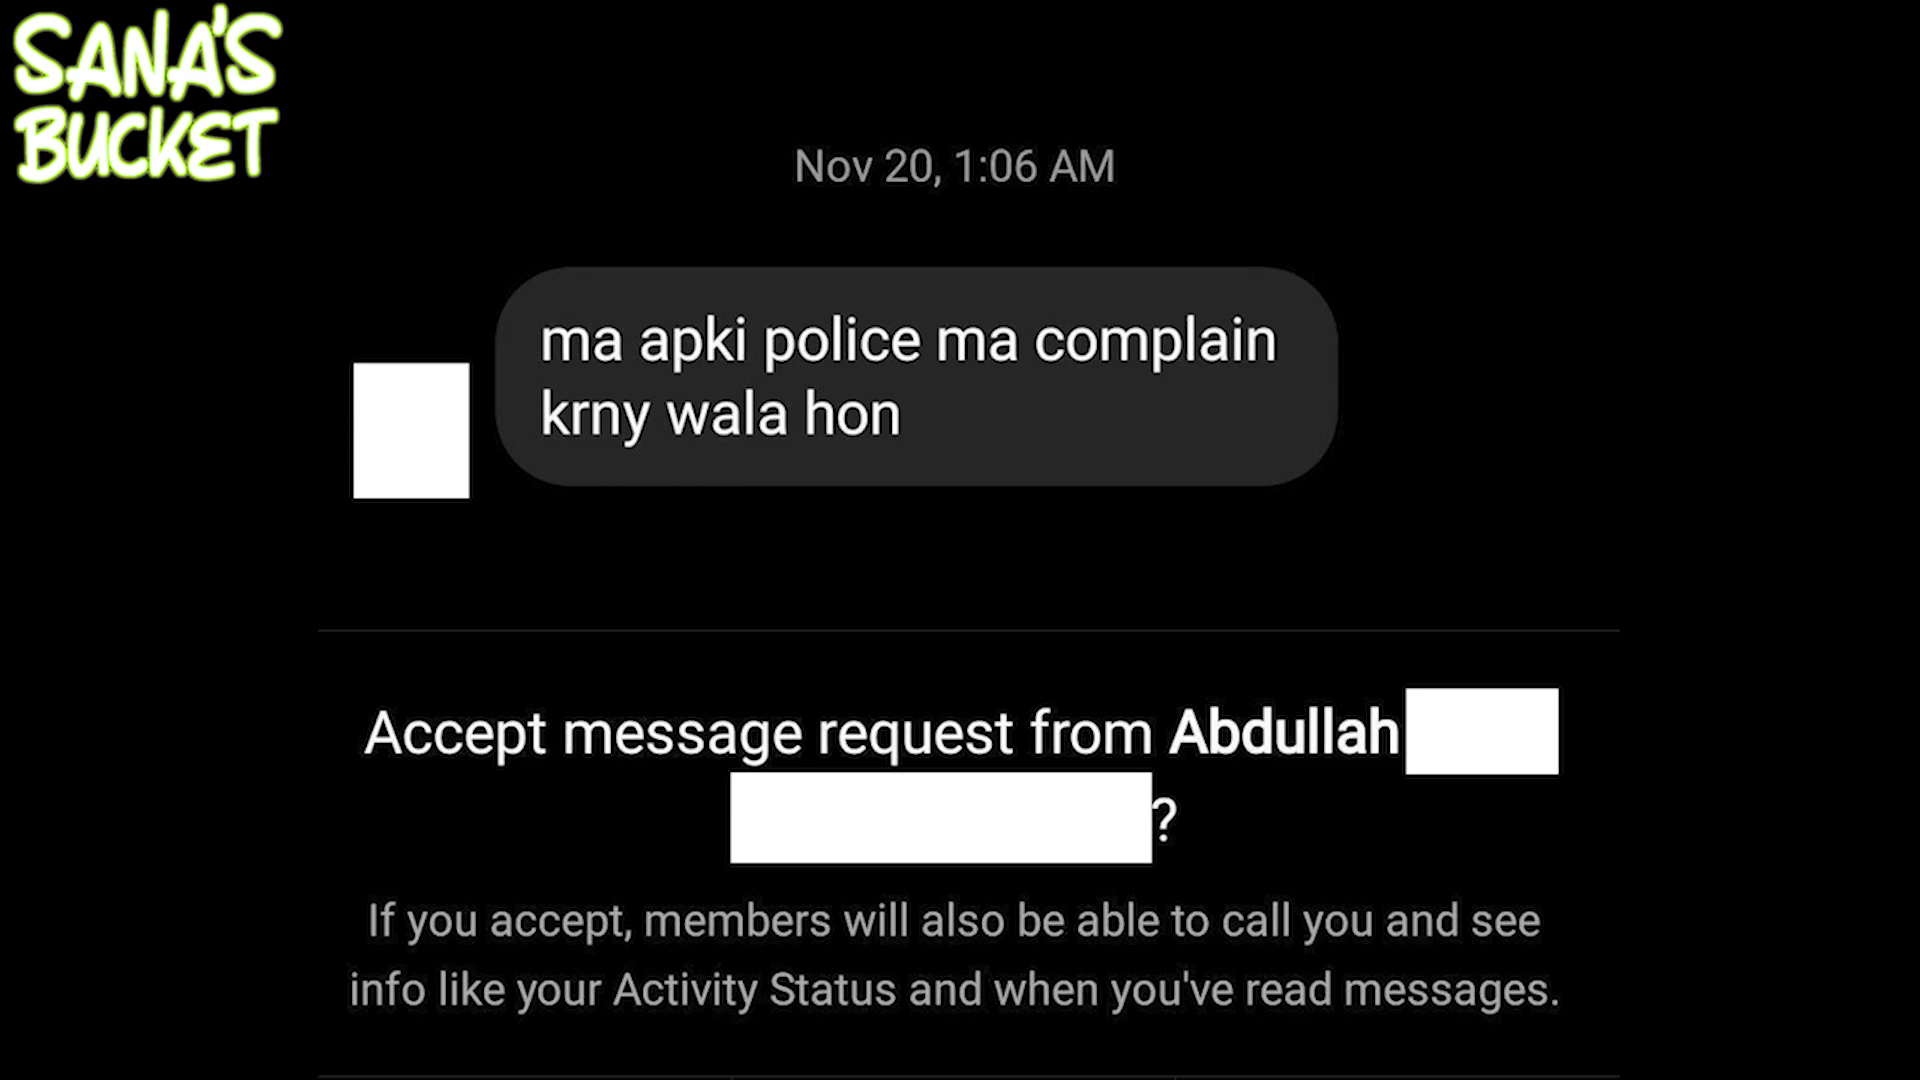 SANA'S
BUCKET
Nov 20, 1:06 AM
ma apki police ma complain
krny wala hon
Accept message request from Abdullah
?
If you accept, members will also be able to call you and see
info like your Activity Status and when you've read messages.